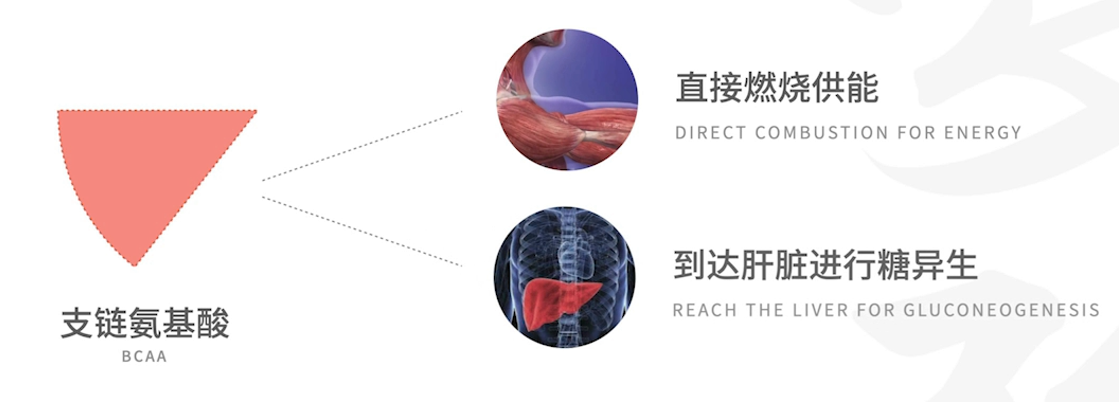 直接燃烧供能
DIRECT COMBUSTION FOR ENERGY
到达肝脏进行糖异生
REACH THE LIVER FOR GLUCONEOGENESIS
支链氨基酸
BCAA